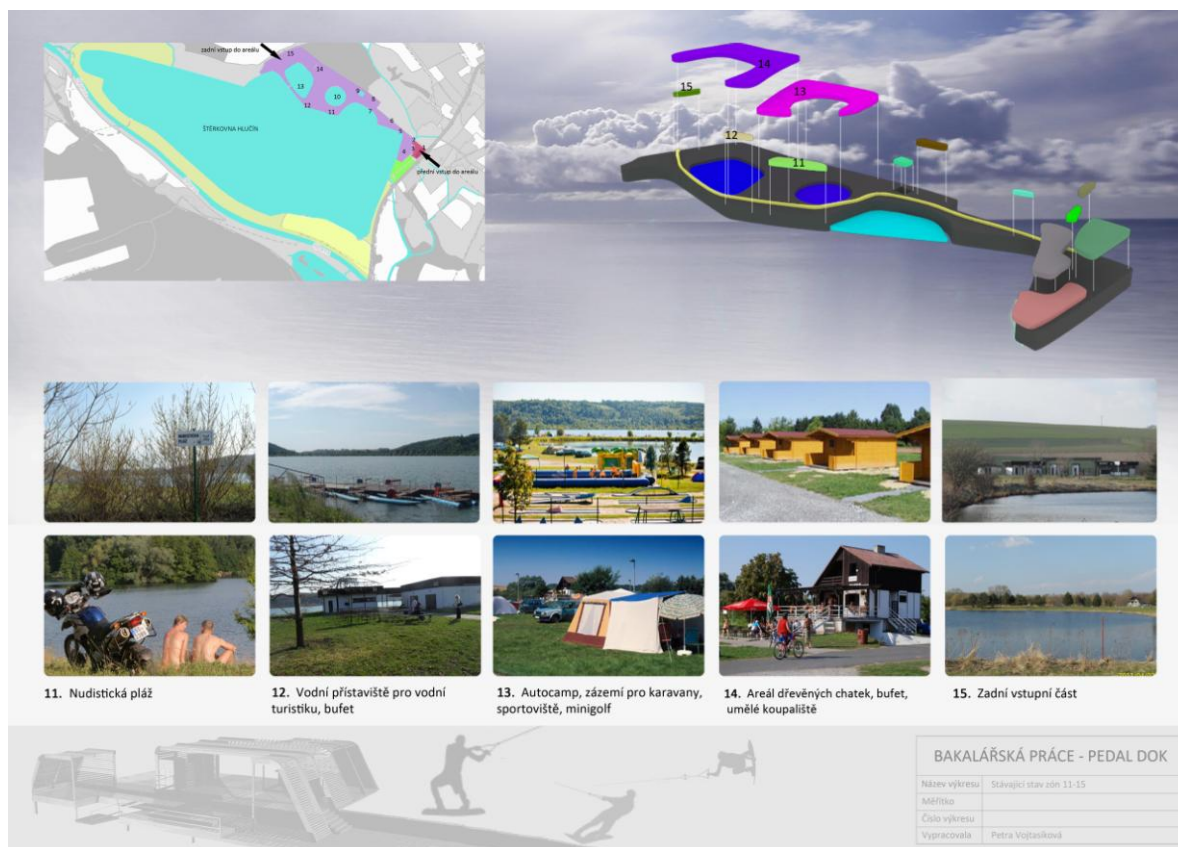 zadní vstup do areálu
15
14
13
10
9
8
12
11
7
6
5
ŠTĚRKOVNA HLUČÍN
přední vstup do areálu
14
15
13
12
11
11. Nudistická pláž
12. Vodní přístaviště pro vodní
turistiku, bufet
13. Autocamp, zázemí pro karavany,
sportoviště, minigolf
14. Areál dřevěných chatek, bufet,
umělé koupaliště
15. Zadní vstupní část
BAKALÁŘSKÁ PRÁCE - PEDAL DOK
Název výkresu Stávající stav zón 11-15
Měřítko
Číslo výkresu
Vypracovala Petra Vojtasíková